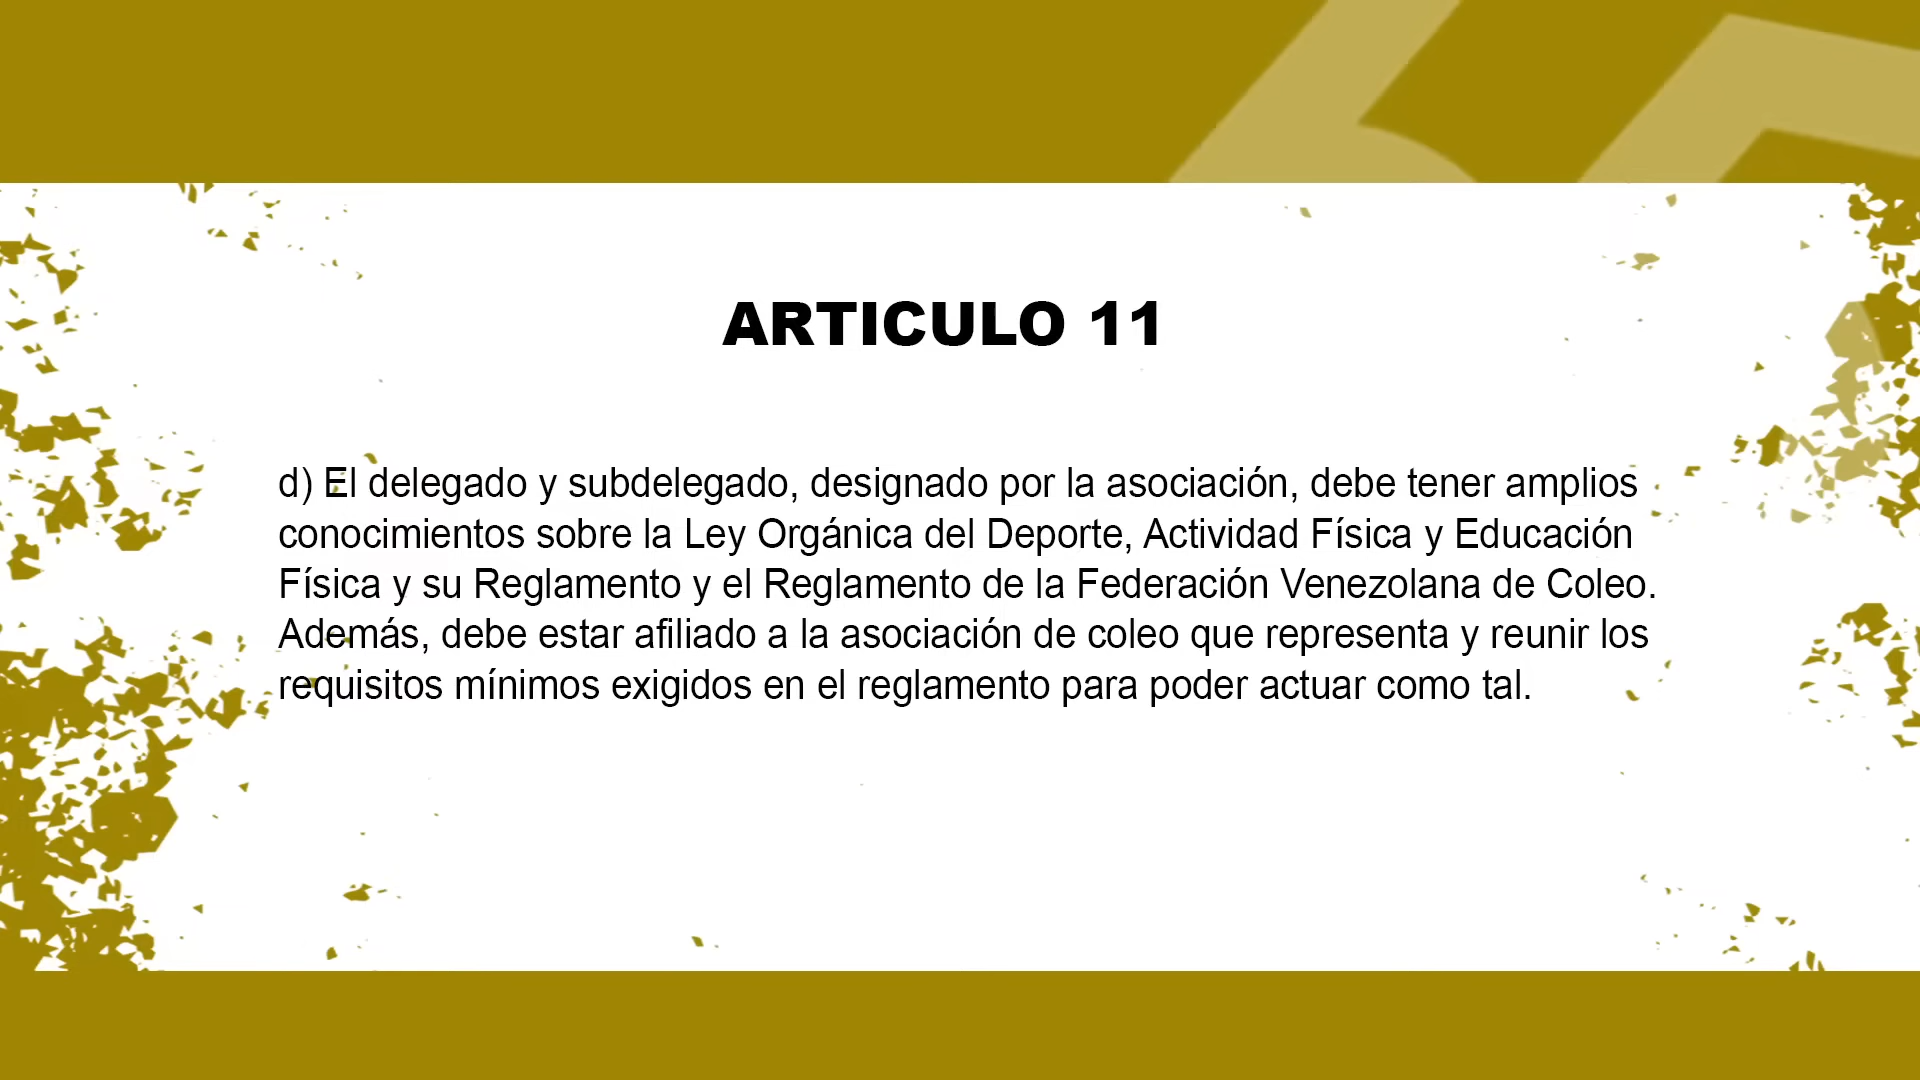 ARTICULO 11
d) El delegado y subdelegado, designado por la asociación, debe tener amplios
conocimientos sobre la Ley Orgánica del Deporte, Actividad Física y Educación
Física y su Reglamento y el Reglamento de la Federación Venezolana de Coleo.
Además, debe estar afiliado a la asociación de coleo que representa y reunir los
requisitos mínimos exigidos en el reglamento para poder actuar como tal.